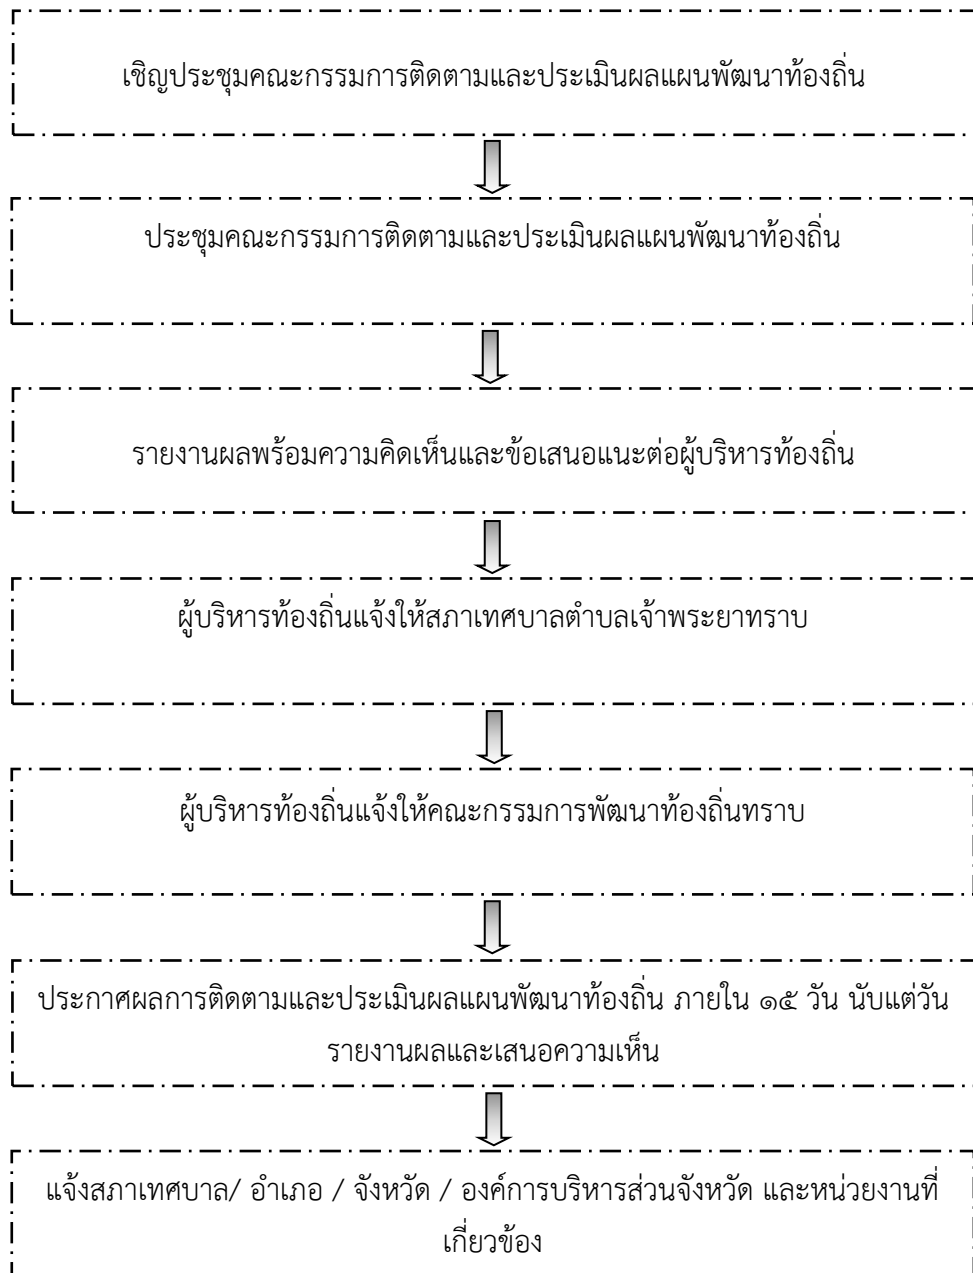 เชิญประชุมคณะกรรมการติดตามและประเมินผลแผนพัฒนาท้องถิ่น
ประชุมคณะกรรมการติดตามและประเมินผลแผนพัฒนาท้องถิ่น
รายงานผลพร้อมความคิดเห็นและข้อเสนอแนะต่อผู้บริหารท้องถิ่น
ผู้บริหารท้องถิ่นแจ้งให้สภาเทศบาลตำบลเจ้าพระยาทราบ
ผู้บริหารท้องถิ่นแจ้งให้คณะกรรมการพัฒนาท้องถิ่นทราบ
ประกาศผลการติดตามและประเมินผลแผนพัฒนาท้องถิ่น ภายใน ๑๕ วัน นับแต่วัน
รายงานผลและเสนอความเห็น
แจ้งสภาเทศบาล/ อำเภอ / จังหวัด / องค์การบริหารส่วนจังหวัด และหน่วยงานที่
เกี่ยวข้อง